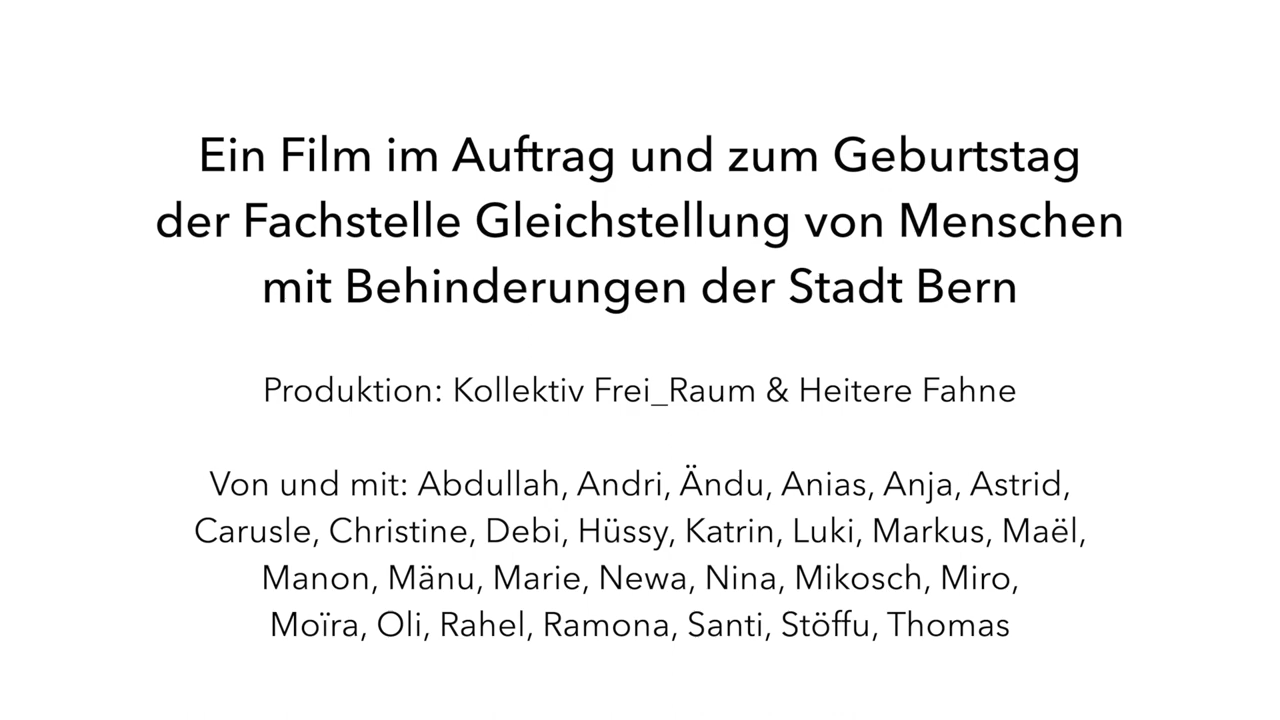 Ein Film im Auftrag und zum Geburtstag
der Fachstelle Gleichstellung von Menschen
mit Behinderungen der Stadt Bern
Produktion: Kollektiv Frei_Raum & Heitere Fahne
Von und mit: Abdullah, Andri, Ändu, Anias, Anja, Astrid,
Carusle, Christine, Debi, Hüssy, Katrin, Luki, Markus, Maël,
Manon, Mänu, Marie, Newa, Nina, Mikosch, Miro,
Moïra, Oli, Rahel, Ramona, Santi, Stöffu, Thomas